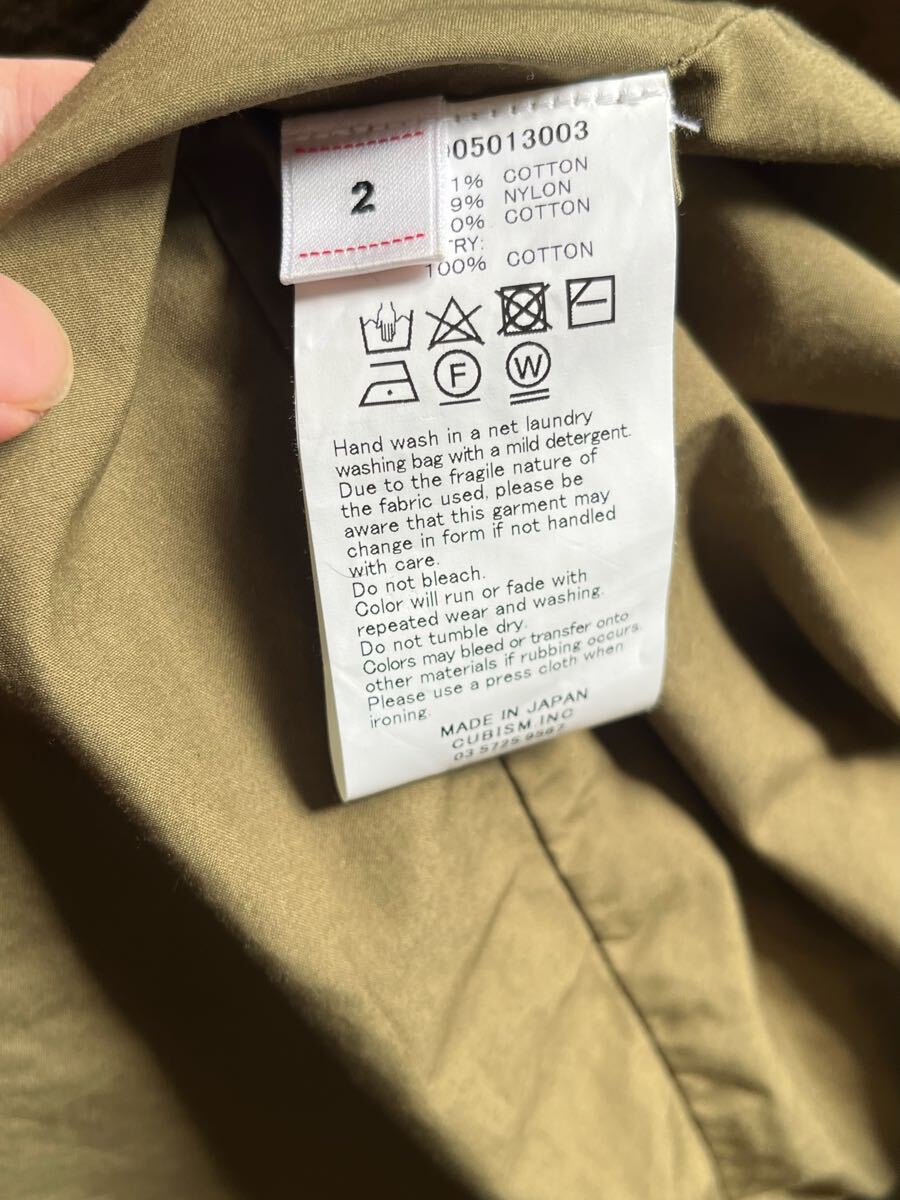 2
05013003
1% COTTON
9% NYLON
0% COTTON
TRY:
100% COTTON
F W
Hand wash in a net laundry
washing bag with a mild detergent.
Due to the fragile nature of
the fabric used, please be
aware that this garment may
change in form if not handled
with care.
Do not bleach.
Color will run or fade with
repeated wear and washing.
Do not tumble dry.
Colors may bleed or transfer onto
other materials if rubbing occurs.
Please use a press cloth when
ironing.
MADE IN JAPAN
CUBISM.INC
03 5725 9587